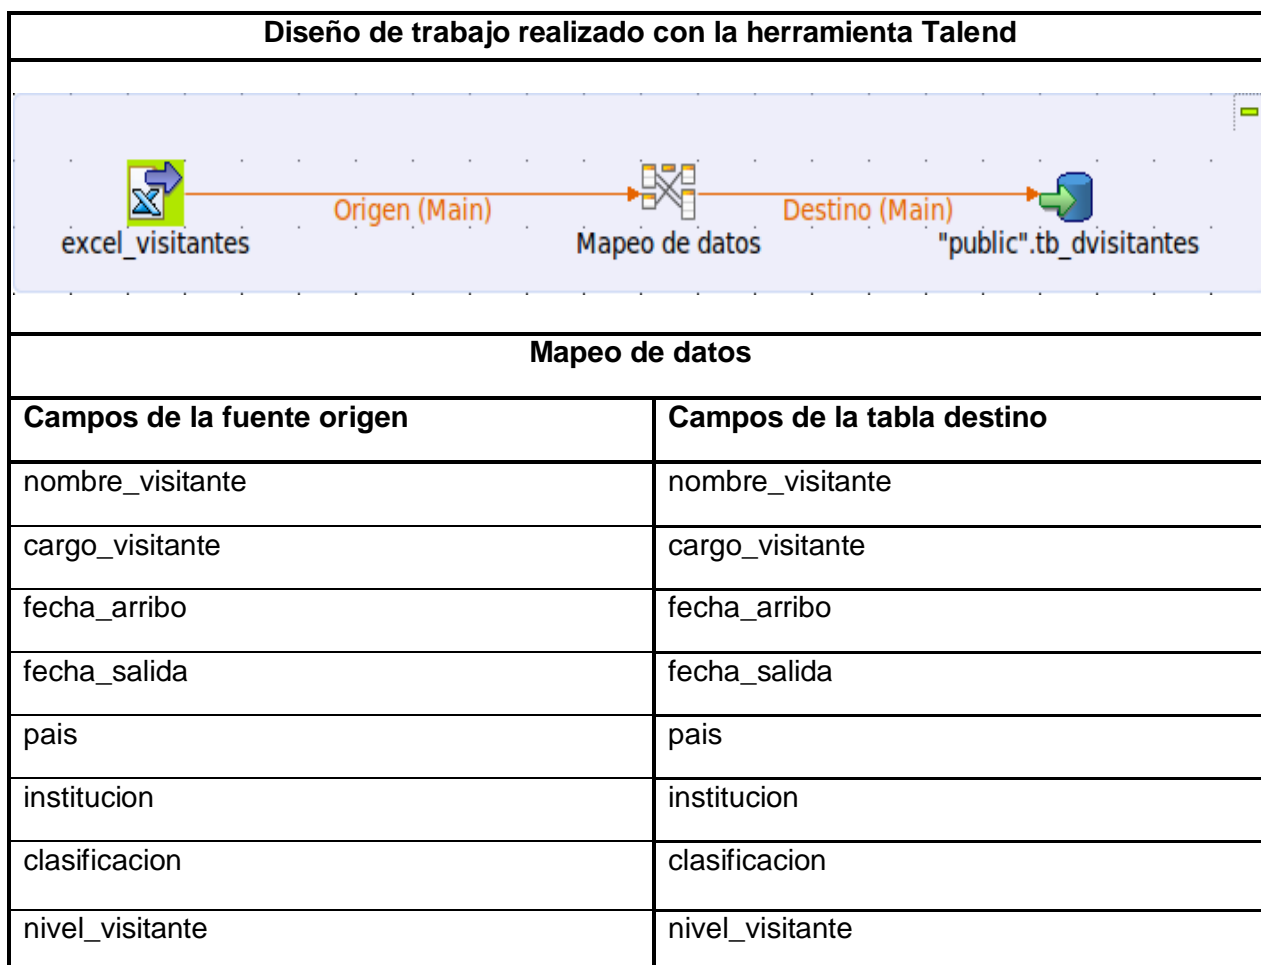 Diseño de trabajo realizado con la herramienta Talend
Origen (Main)
Destino (Main)
excel_visitantes
Mapeo de datos
"public".tb_dvisitantes
Mapeo de datos
Campos de la fuente origen
Campos de la tabla destino
nombre_visitante
nombre_visitante
cargo_visitante
cargo_visitante
fecha_arribo
fecha_arribo
fecha_salida
fecha_salida
pais
pais
institucion
institucion
clasificacion
clasificacion
nivel_visitante
nivel_visitante